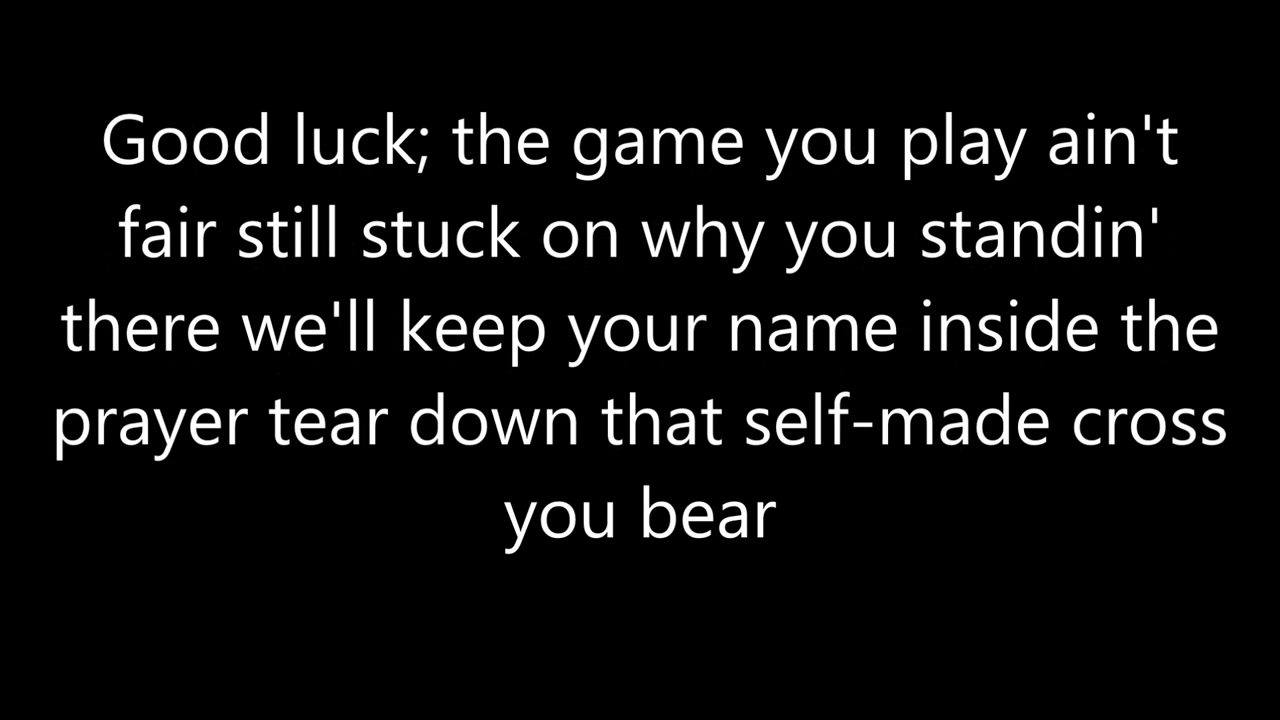 Good luck; the game you play ain't
fair still stuck on why you standin'
there we'll keep your name inside the
prayer tear down that self-made cross
you bear